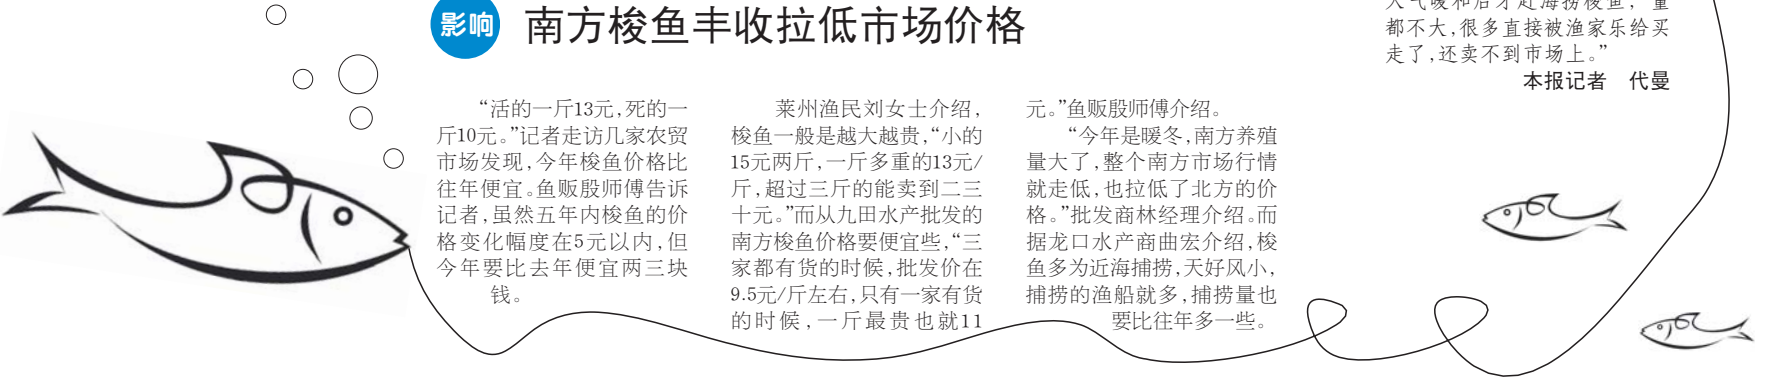 影响
南方梭鱼丰收拉低市场价格
“活的一斤13元,死的一
斤10元。”记者走访几家农贸
市场发现,今年梭鱼价格比
往年便宜。鱼贩殷师傅告诉
记者,虽然五年内梭鱼的价
格变化幅度在5元以内,但
今年要比去年便宜两三块
钱。
莱州渔民刘女士介绍,
梭鱼一般是越大越贵,“小的
15元两斤,一斤多重的13元/
斤,超过三斤的能卖到二三
十元。”而从九田水产批发的
南方梭鱼价格要便宜些,“三
家都有货的时候,批发价在
9.5元/斤左右,只有一家有货
的时候,一斤最贵也就11
元。”鱼贩殷师傅介绍。
“今年是暖冬,南方养殖
量大了,整个南方市场行情
就走低,也拉低了北方的价
格。”批发商林经理介绍。而
据龙口水产商曲宏介绍,梭
鱼多为近海捕捞,天好风小,
捕捞的渔船就多,捕捞量也
要比往年多一些。
气暖和后才赶海捞梭鱼,量
都不大,很多直接被渔家乐给买
走了,还卖不到市场上。”
本报记者 代曼